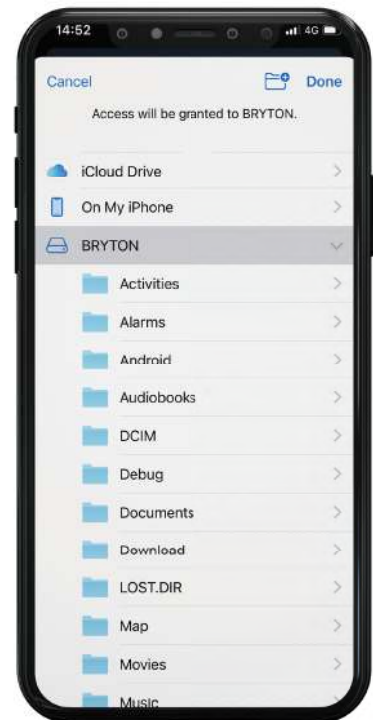 14:52 4G
Cancel Done
Access will be granted to BRYTON.
iCloud Drive
On My iPhone
BRYTON
Activities
Alarms
Android
Audiobooks
DCIM
Debug
Documents
Download
LOST.DIR
Map
Movies
Music